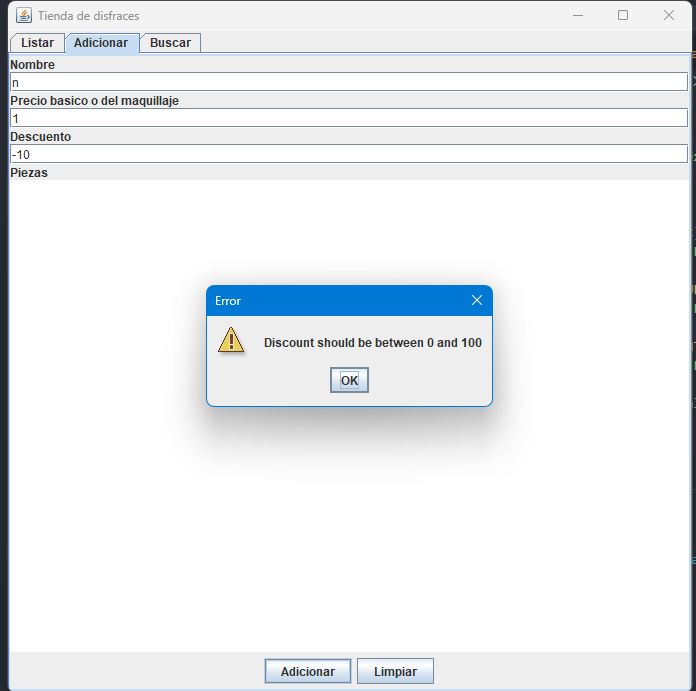 Tienda de disfraces
Listar Adicionar Buscar
Nombre
n
Precio basico o del maquillaje
1
Descuento
-10
Piezas
Error
Discount should be between 0 and 100
OK
Adicionar Limpiar